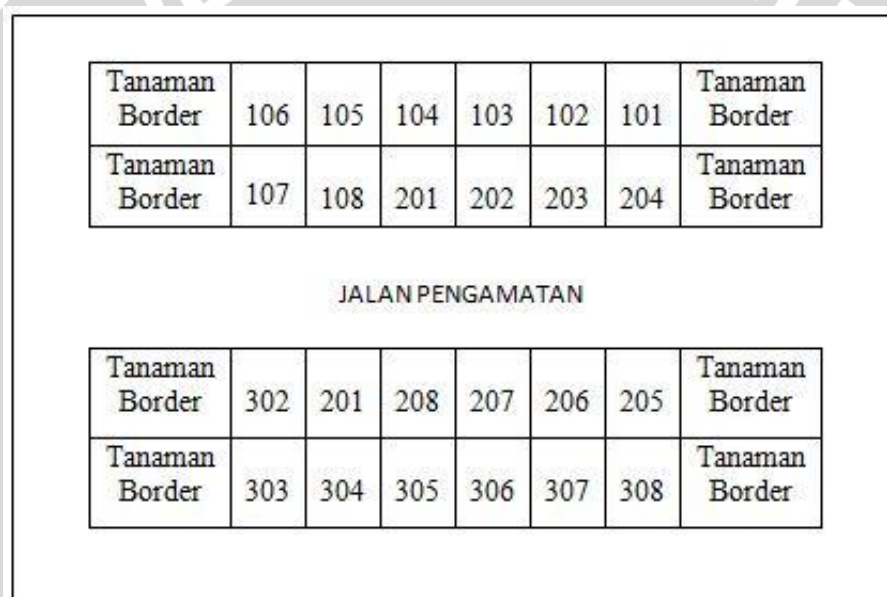 Tanaman Border 106 105 104 103 102 101 Tanaman Border
Tanaman Border 107 108 201 202 203 204 Tanaman Border
JALAN PENGAMATAN
Tanaman Border 302 201 208 207 206 205 Tanaman Border
Tanaman Border 303 304 305 306 307 308 Tanaman Border